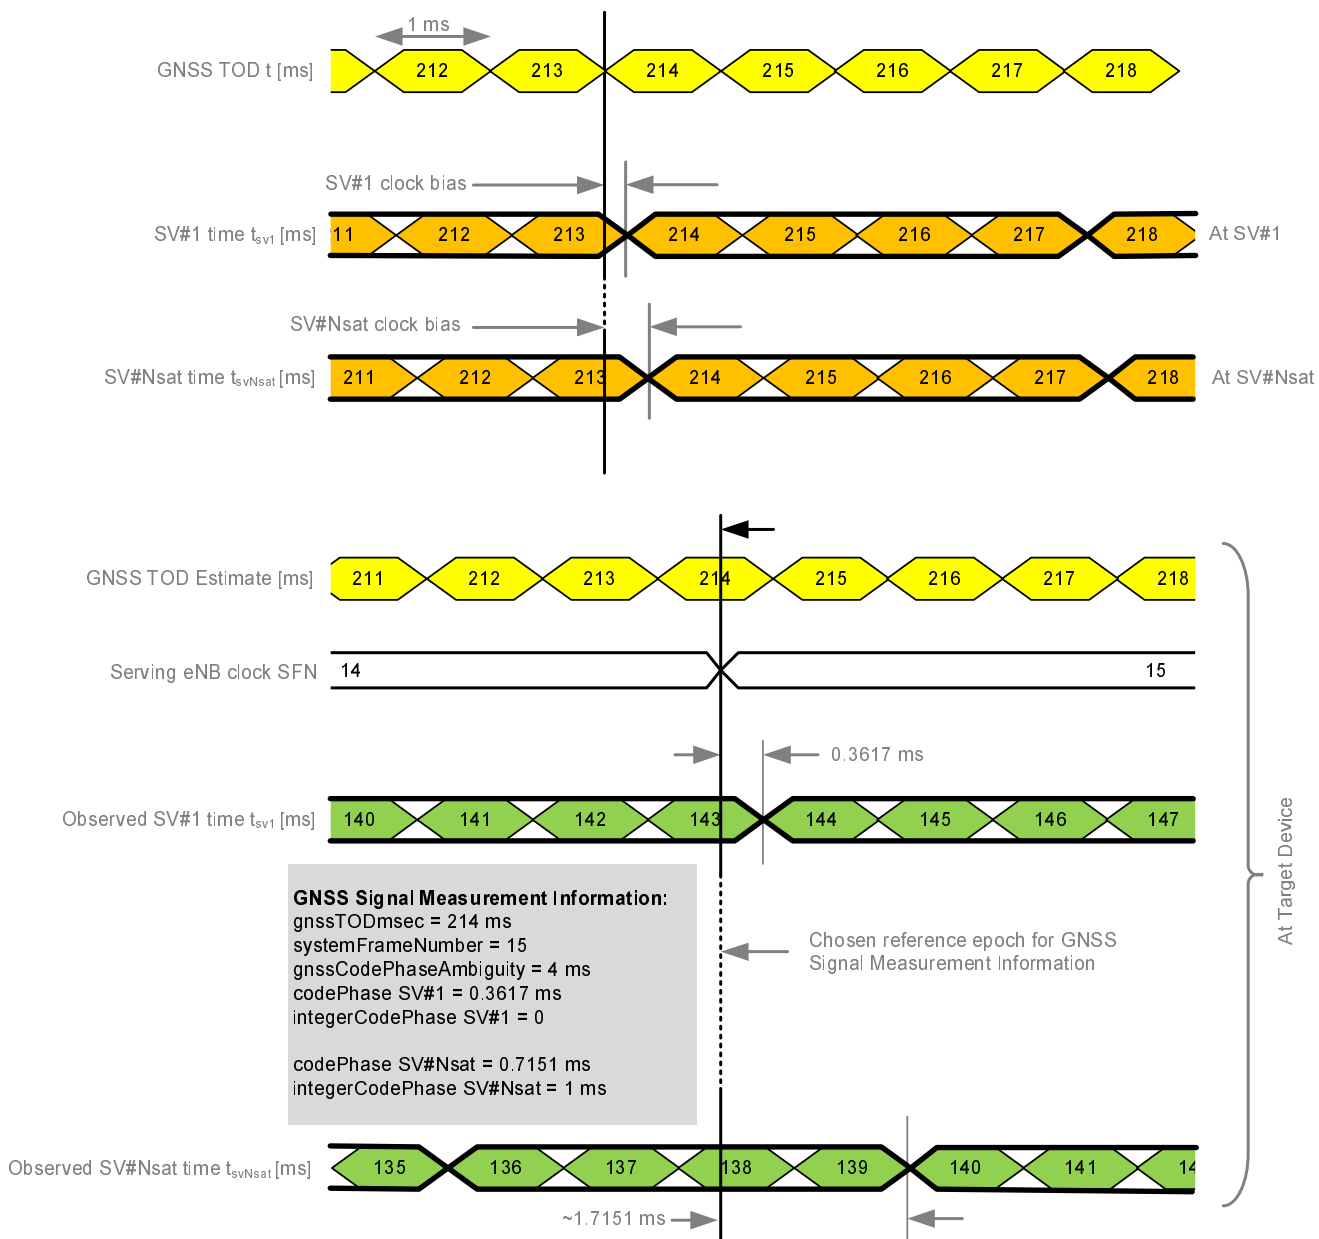 1 ms
GNSS TOD t [ms] 212 213 214 215 216 217 218
SV#1 clock bias
SV#1 time tsv1 [ms] 11 212 213 214 215 216 217 218 At SV#1
SV#Nsat clock bias
SV#Nsat time tsvNsat [ms] 211 212 213 214 215 216 217 218 At SV#Nsat
GNSS TOD Estimate [ms] 211 212 213 214 215 216 217 218
Serving eNB clock SFN 14 15
0.3617 ms
Observed SV#1 time tsv1 [ms] 140 141 142 143 144 145 146 147
At Target Device
GNSS Signal Measurement Information:
gnssTODmsec = 214 ms
systemFrameNumber = 15
gnssCodePhaseAmbiguity = 4 ms
codePhase SV#1 = 0.3617 ms
integerCodePhase SV#1 = 0
codePhase SV#Nsat = 0.7151 ms
integerCodePhase SV#Nsat = 1 ms
Chosen reference epoch for GNSS
Signal Measurement Information
Observed SV#Nsat time tsvNsat [ms] 135 136 137 138 139 140 141 14
~1.7151 ms